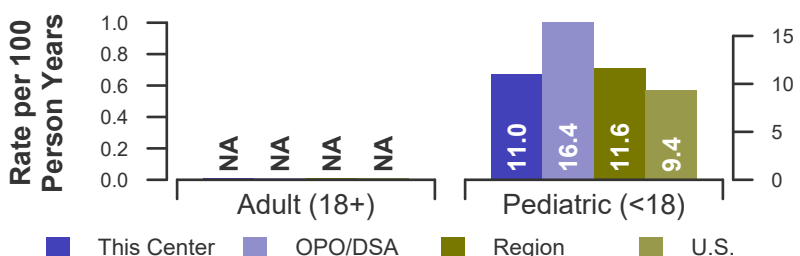 Rate per 100
Person Years
1.0
0.8
0.6
0.4
0.2
0.0
NA
NA
NA
NA
Adult (18+)
11.0
16.4
11.6
9.4
Pediatric (<18)
15
10
5
0
This Center
OPO/DSA
Region
U.S.